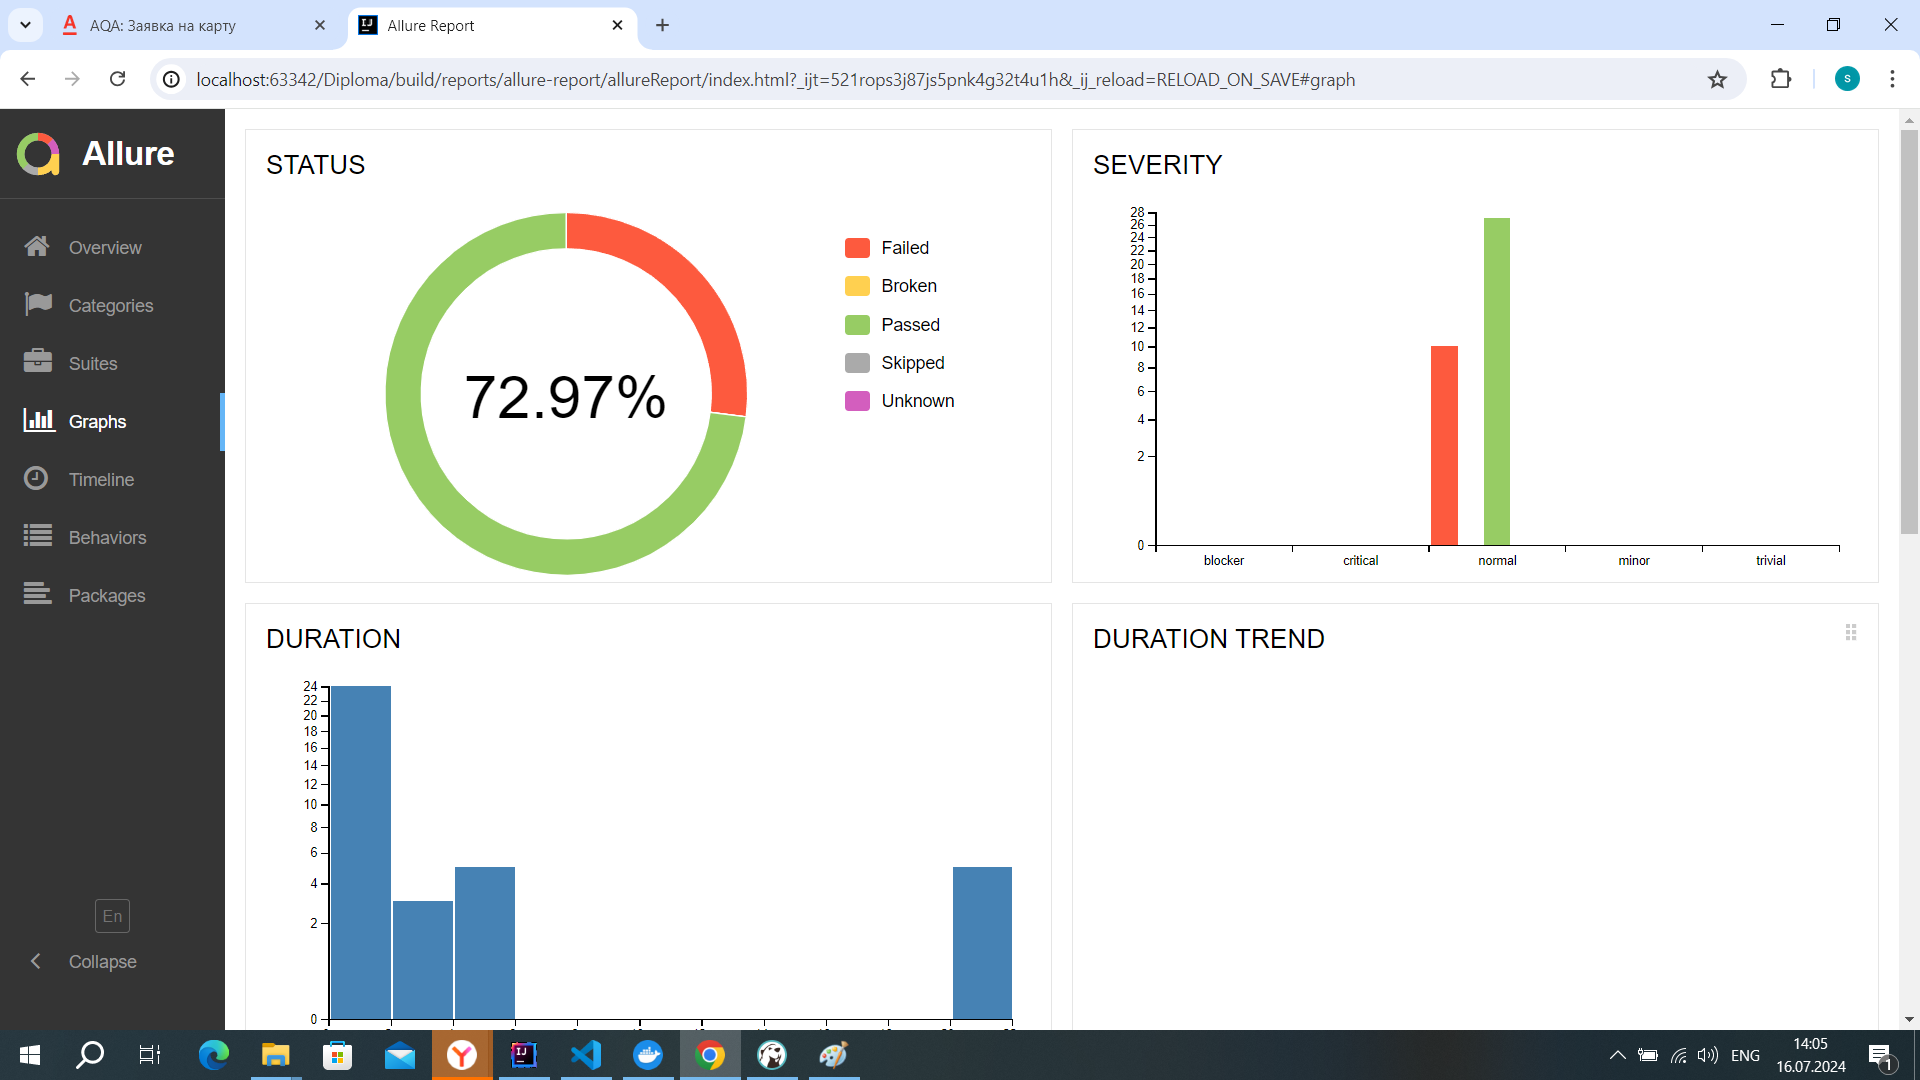 AQA: Заявка на карту
Allure Report
localhost:63342/Diploma/build/reports/allure-report/allureReport/index.html?_ijt=521rops3j87js5pnk4g32t4u1h&_ij_reload=RELOAD_ON_SAVE#graph
S
Allure
Overview
Categories
Suites
Graphs
Timeline
Behaviors
Packages
En
Collapse
STATUS
72.97%
Failed
Broken
Passed
Skipped
Unknown
SEVERITY
28
26
24
22
20
18
16
14
12
10
8
6
4
2
0
blocker critical normal minor trivial
DURATION
24
22
20
18
16
14
12
10
8
6
4
2
0
DURATION TREND
ENG
14:05
16.07.2024
1